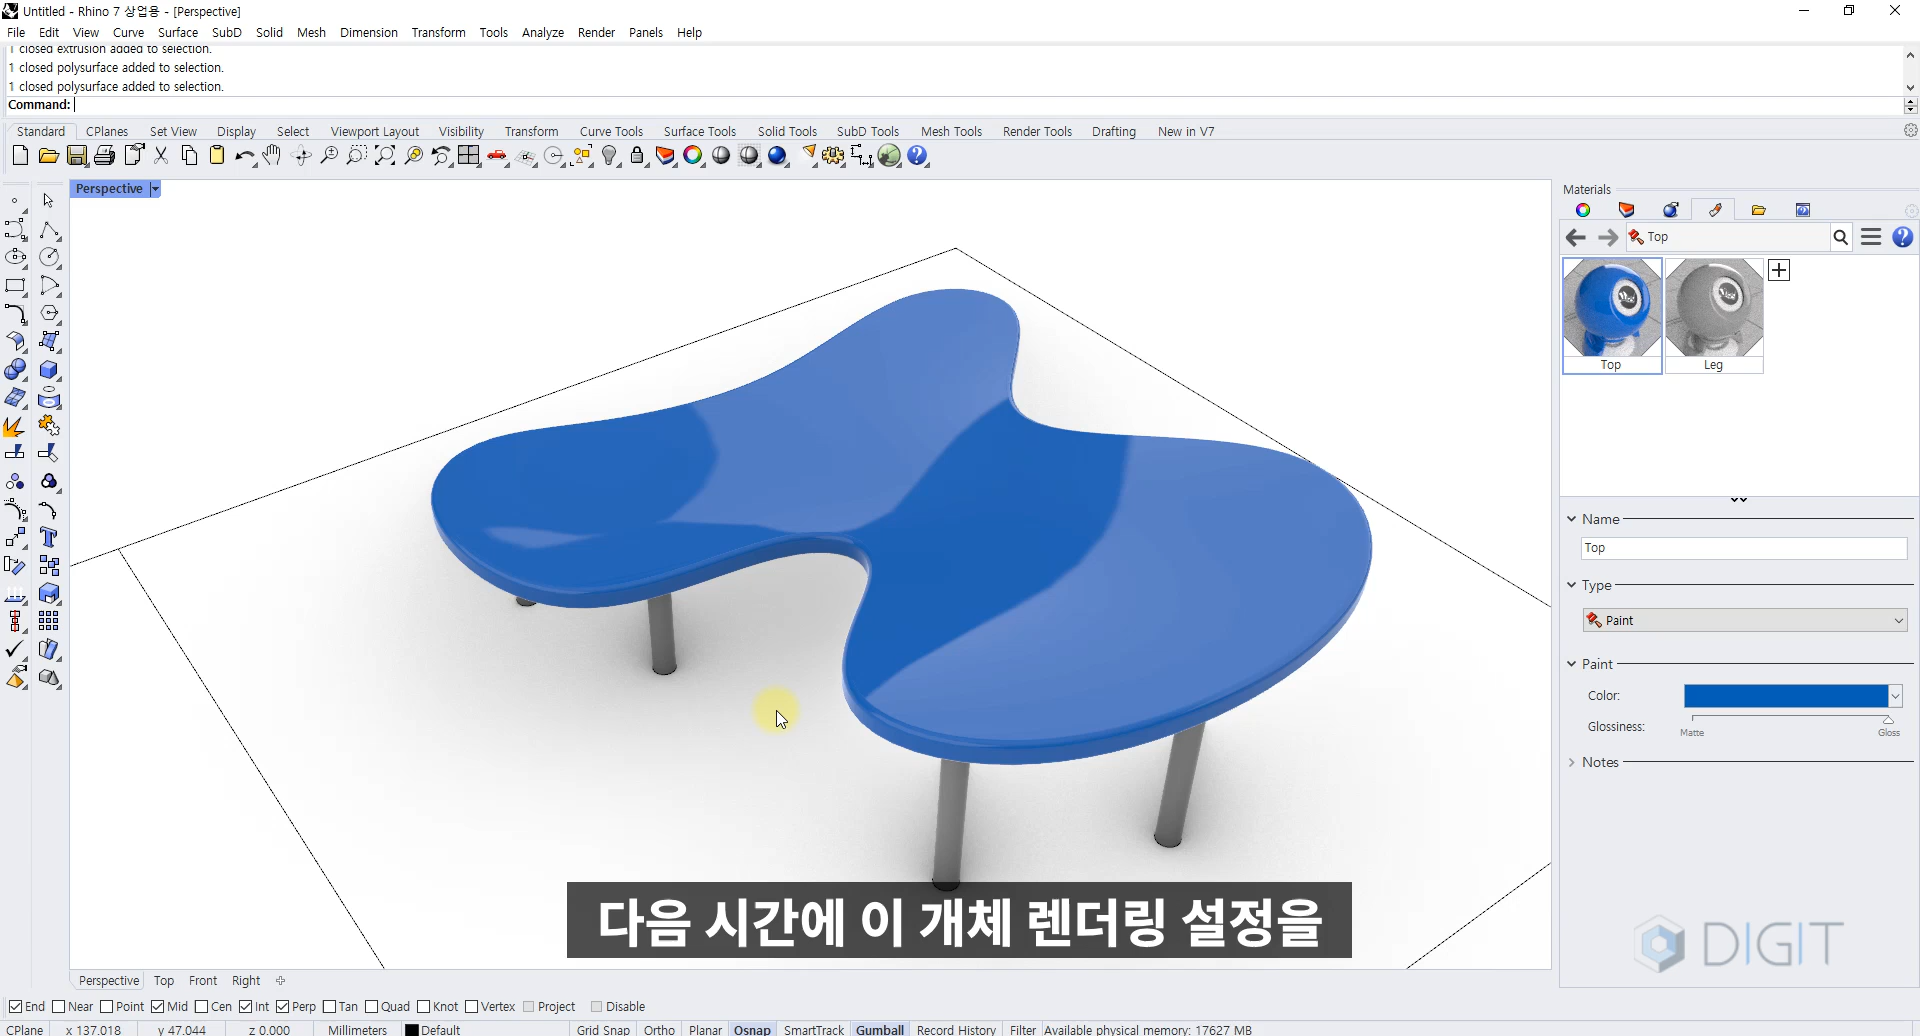 Untitled - Rhino 7 상업용 - [Perspective]
File Edit View Curve Surface SubD Solid Mesh Dimension Transform Tools Analyze Render Panels Help
1 closed extrusion added to selection.
1 closed polysurface added to selection.
1 closed polysurface added to selection.
Command:
Standard CPlanes Set View Display Select Viewport Layout Visibility Transform Curve Tools Surface Tools Solid Tools SubD Tools Mesh Tools Render Tools Drafting New in V7
Perspective
Materials
Top
Top Leg
Name
Top
Type
Paint
Paint
Color:
Glossiness:
Matte Gloss
Notes
다음 시간에 이 개체 렌더링 설정을
DIGIT
Perspective Top Front Right
End Near Point Mid Cen Int Perp Tan Quad Knot Vertex Project Disable
CPlane x 137.018 y 47.044 z 0.000 Millimeters Default Grid Snap Ortho Planar Osnap SmartTrack Gumball Record History Filter Available physical memory: 17627 MB